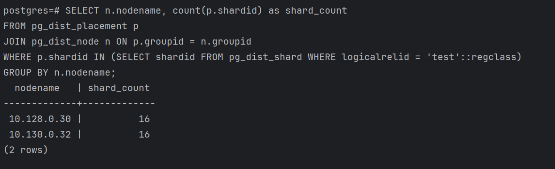 postgres=# SELECT n.nodename, count(p.shardid) as shard_count
FROM pg_dist_placement p
JOIN pg_dist_node n ON p.groupid = n.groupid
WHERE p.shardid IN (SELECT shardid FROM pg_dist_shard WHERE logicalrelid = 'test'::regclass)
GROUP BY n.nodename;
  nodename   | shard_count
-------------+-------------
 10.128.0.30 |          16
 10.130.0.32 |          16
(2 rows)